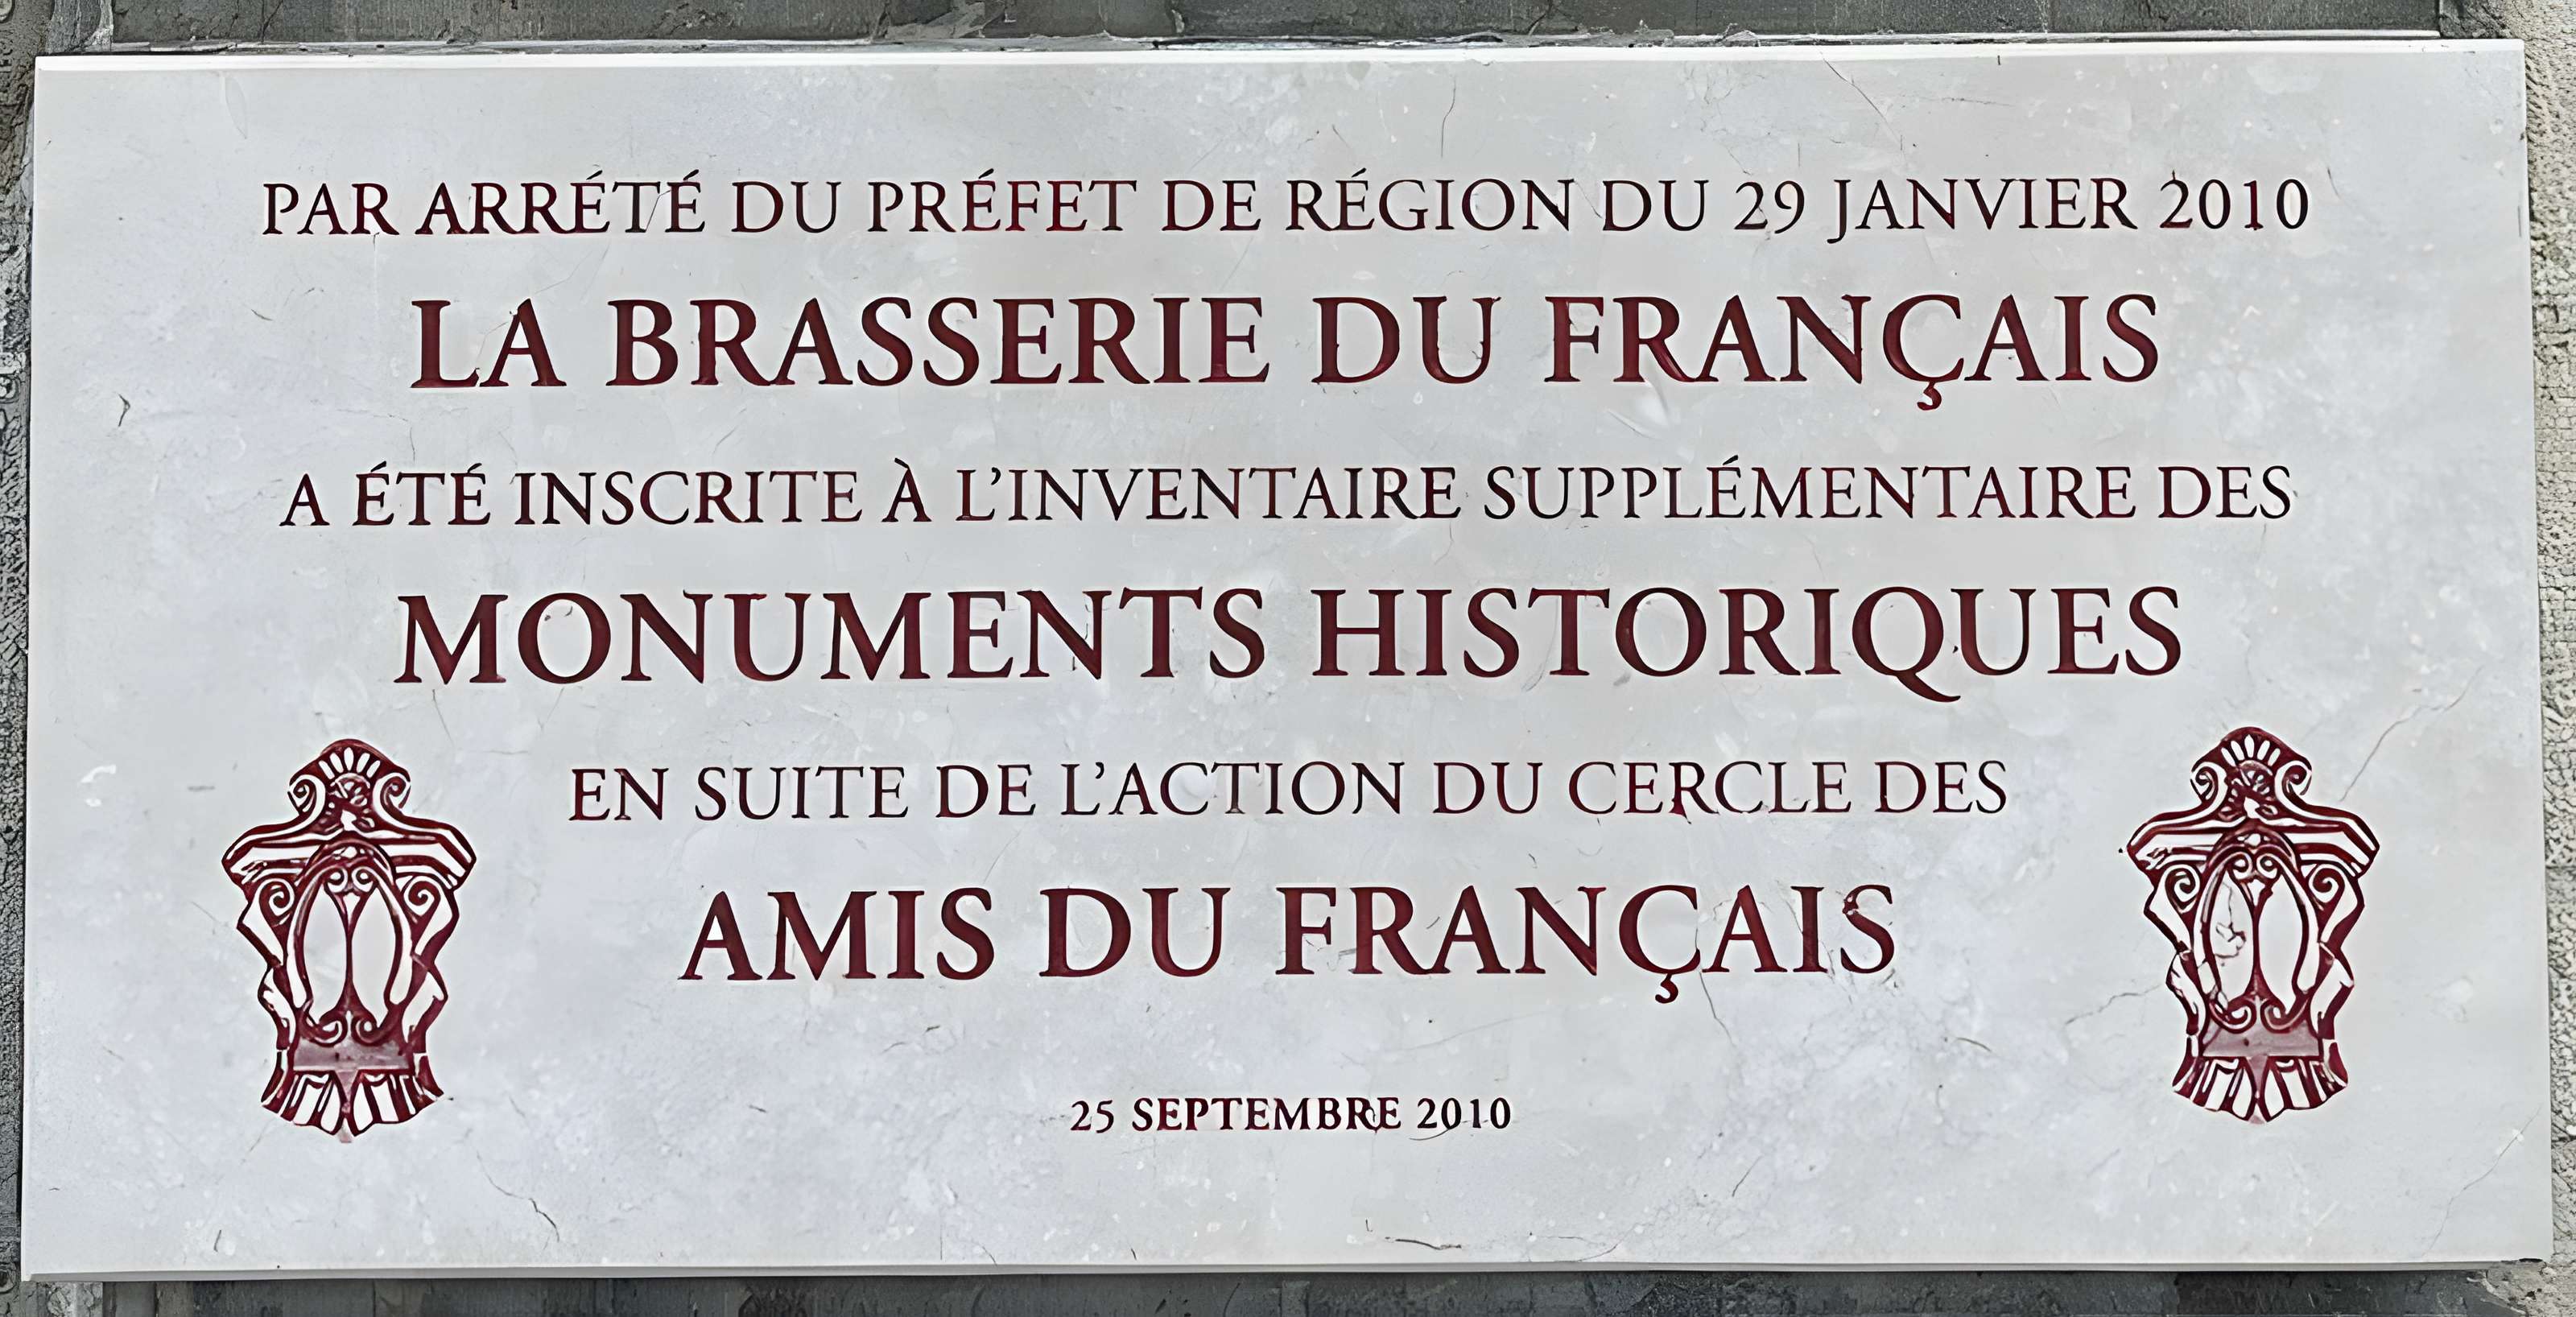 PAR ARRÉTÉ DU PRÉFET DE RÉGION DU 29 JANVIER 2010
LA BRASSERIE DU FRANÇAIS
A ÉTÉ INSCRITE À L'INVENTAIRE SUPPLÉMENTAIRE DES
MONUMENTS HISTORIQUES
EN SUITE DE L'ACTION DU CERCLE DES
AMIS DU FRANÇAIS
25 SEPTEMBRE 2010